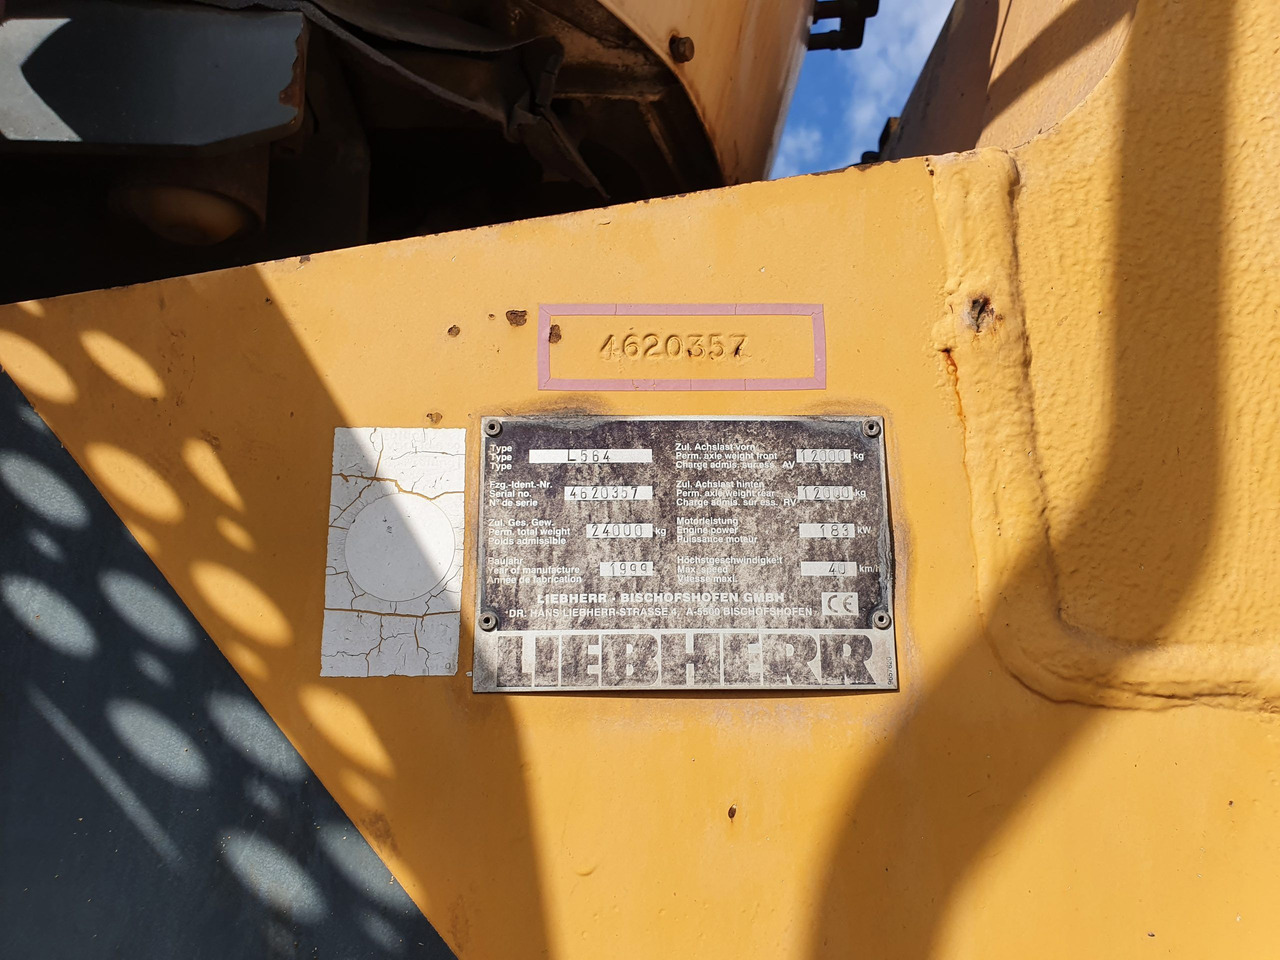 4620357
Type
Type L564
Type
Fzg.-Ident.-Nr.
Serial no. 4620357
N° de serie
Zul. Ges. Gew.
Perm. total weight 24000 kg
Poids admissible
Baujahr
Year of manufacture 1999
Année de fabrication
Zul. Achslast vorn
Perm. axle weight front 12000 kg
Charge admis. sur ess. AV
Zul. Achslast hinten
Perm. axle weight rear 12000 kg
Charge admis. sur ess. RV
Motorleistung
Engine power 183 kW
Puissance moteur
Höchstgeschwindigkeit
Max. speed 40 km/h
Vitesse maxi.
LIEBHERR - BISCHOFSHOFEN GMBH
DR. HANS LIEBHERR-STRASSE 4, A-5500 BISCHOFSHOFEN CE
LIEBHERR